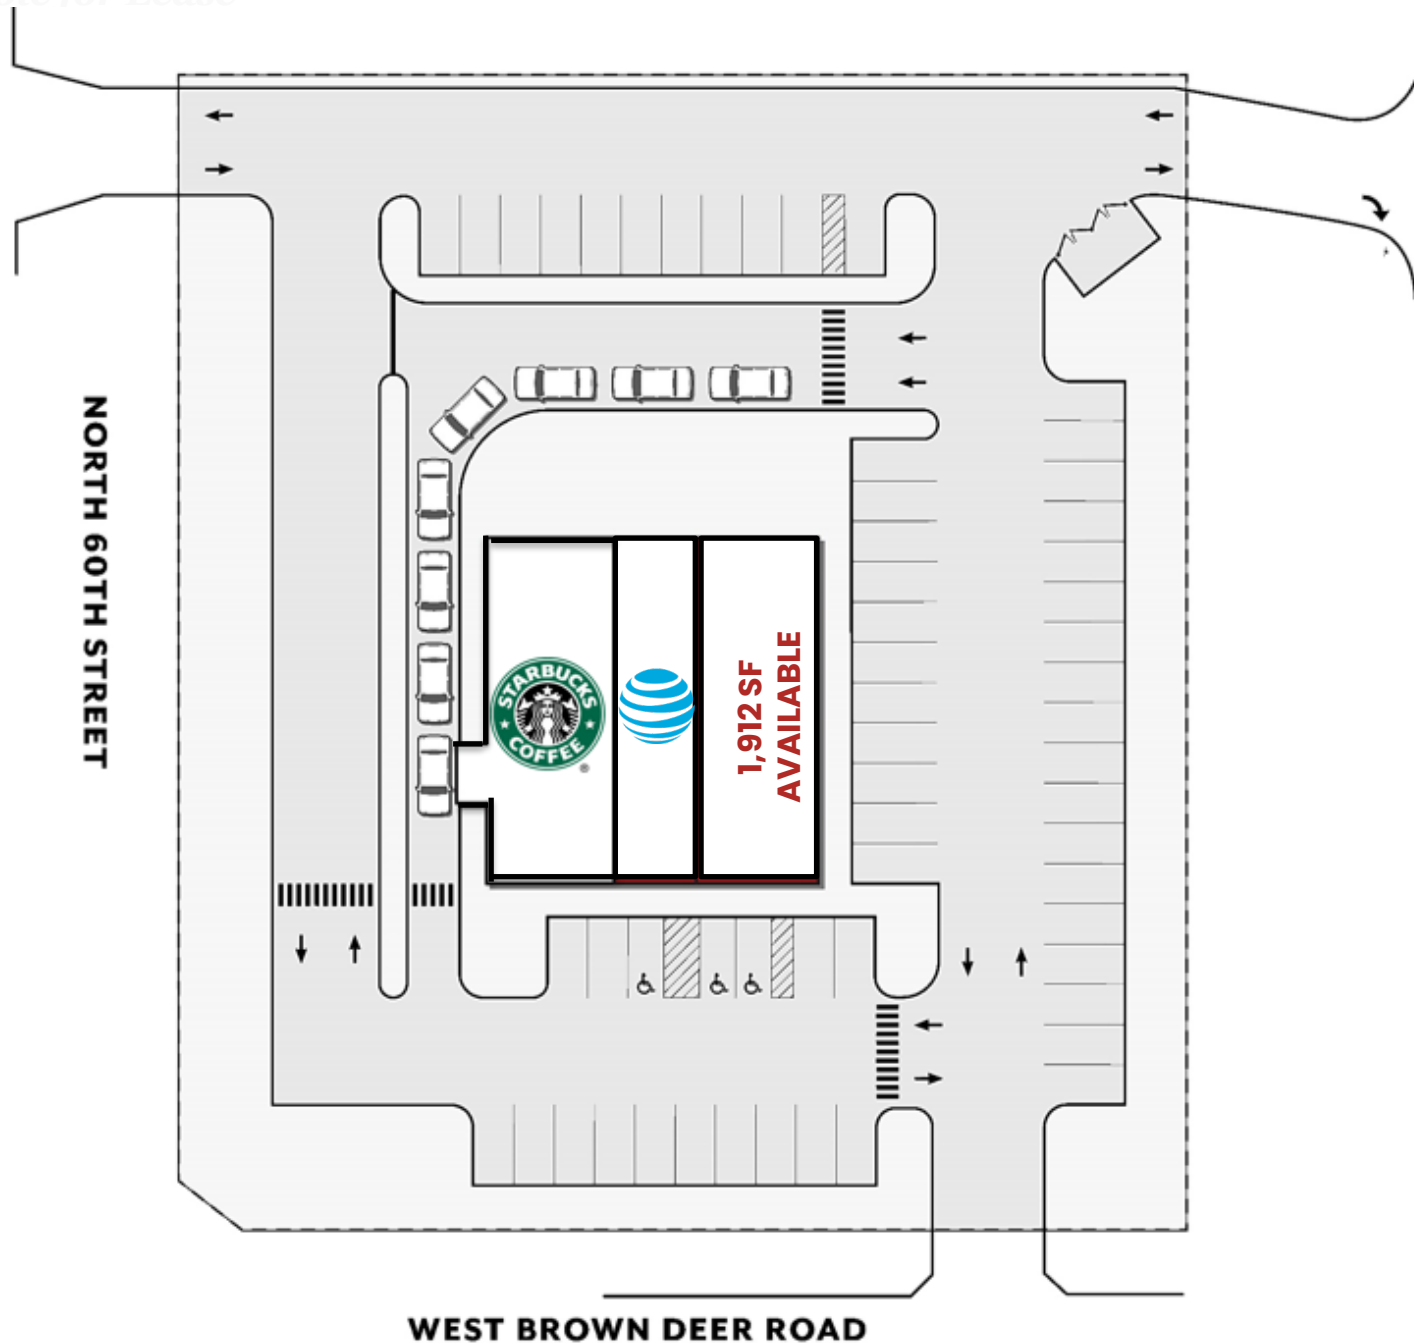 NORTH 60TH STREET
STARBUCKS
COFFEE
®
1,912 SF
AVAILABLE
WEST BROWN DEER ROAD